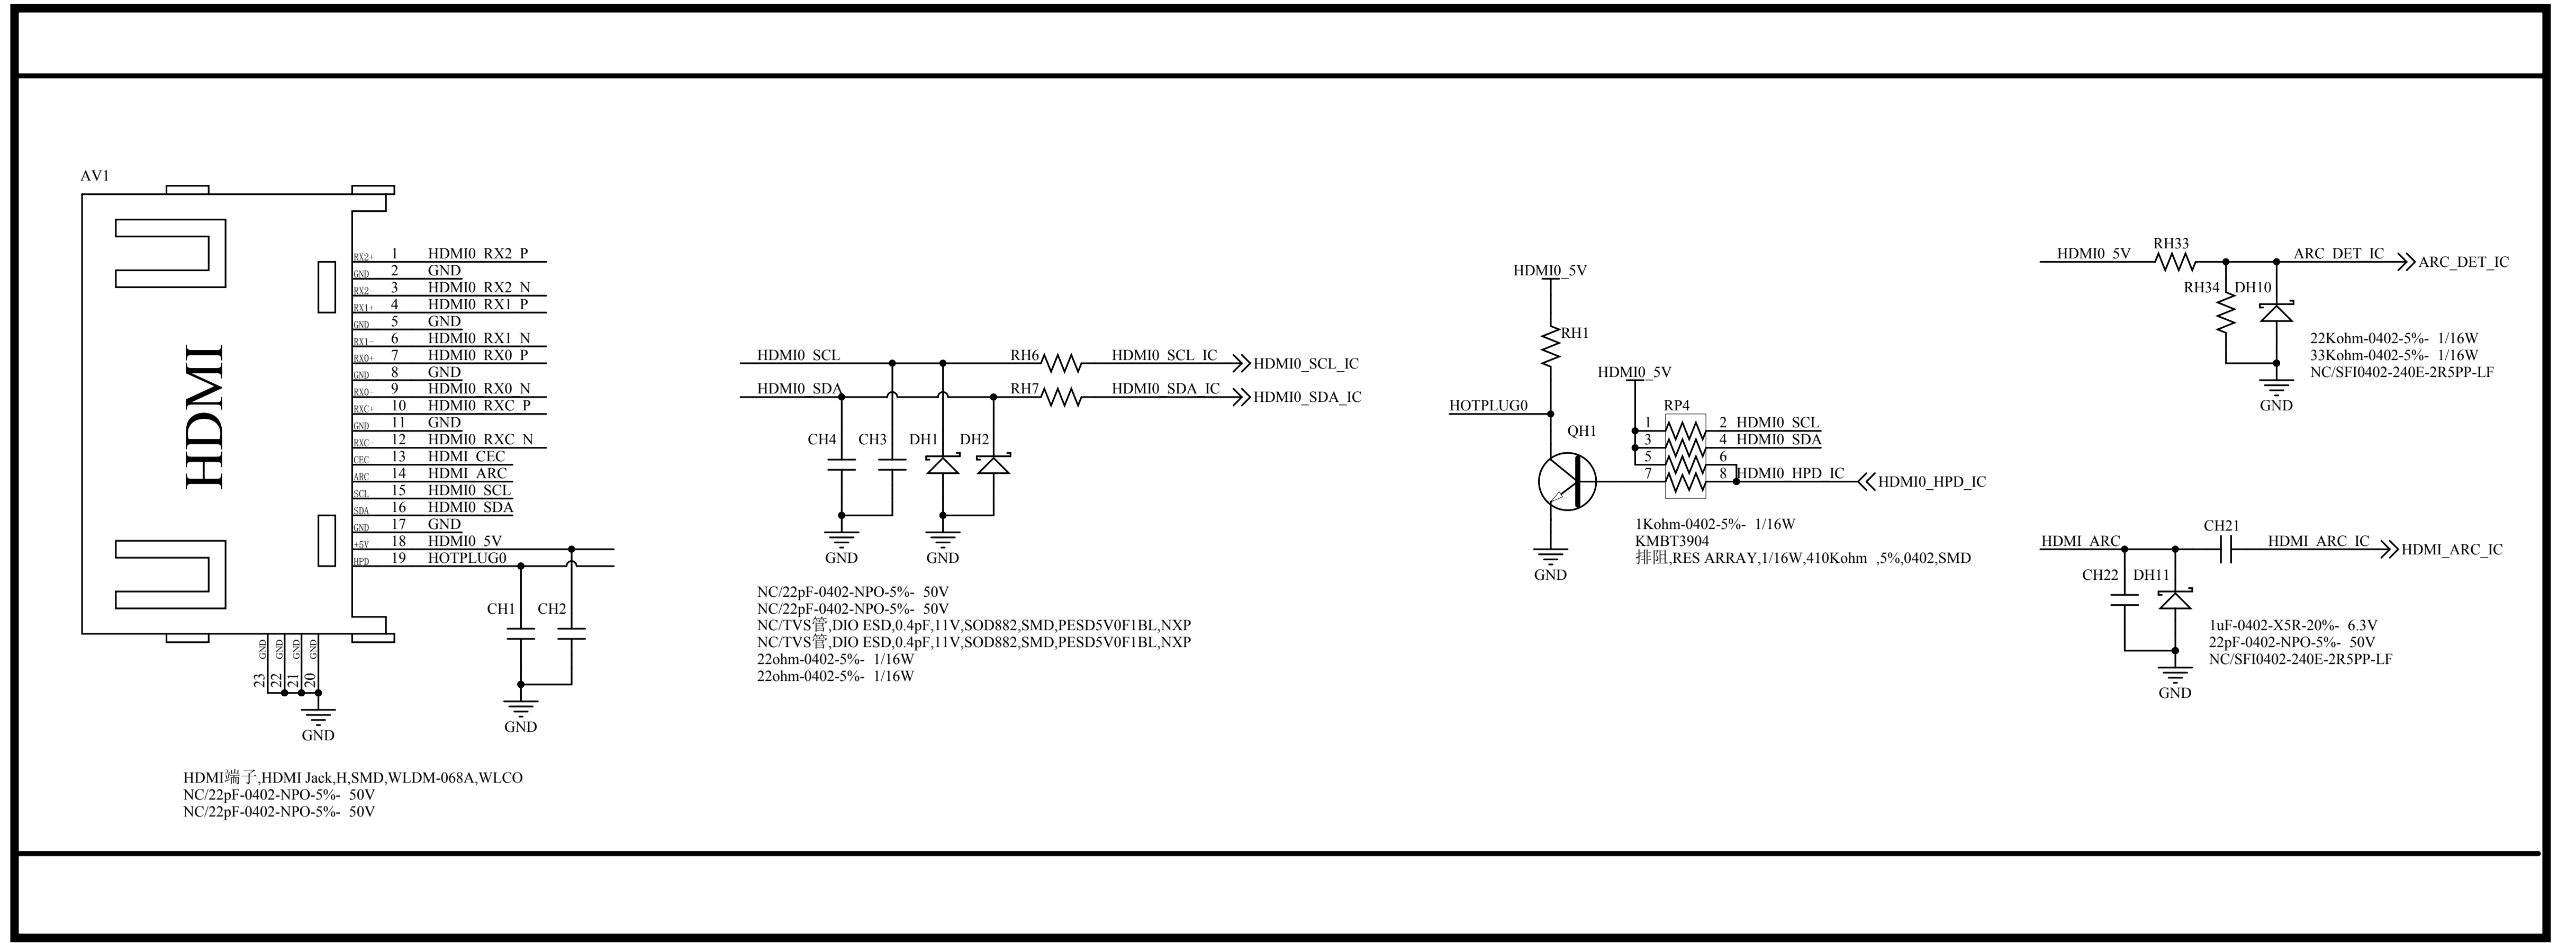 AV1
HDMI
RX2+ 1 HDMI0_RX2_P
GND 2 GND
RX2- 3 HDMI0_RX2_N
RX1+ 4 HDMI0_RX1_P
GND 5 GND
RX1- 6 HDMI0_RX1_N
RX0+ 7 HDMI0_RX0_P
GND 8 GND
RX0- 9 HDMI0_RX0_N
RXC+ 10 HDMI0_RXC_P
GND 11 GND
RXC- 12 HDMI0_RXC_N
CEC 13 HDMI_CEC
ARC 14 HDMI_ARC
SCL 15 HDMI0_SCL
SDA 16 HDMI0_SDA
GND 17 GND
+5V 18 HDMI0_5V
HPD 19 HOTPLUG0
GND GND GND GND
23 22 21 20
GND
CH1 CH2
GND
HDMI端子,HDMI Jack,H,SMD,WLDM-068A,WLCO
NC/22pF-0402-NPO-5%- 50V
NC/22pF-0402-NPO-5%- 50V
HDMI0_SCL RH6 HDMI0_SCL_IC HDMI0_SCL_IC
HDMI0_SDA RH7 HDMI0_SDA_IC HDMI0_SDA_IC
CH4 CH3 DH1 DH2
GND GND
NC/22pF-0402-NPO-5%- 50V
NC/22pF-0402-NPO-5%- 50V
NC/TVS管,DIO ESD,0.4pF,11V,SOD882,SMD,PESD5V0F1BL,NXP
NC/TVS管,DIO ESD,0.4pF,11V,SOD882,SMD,PESD5V0F1BL,NXP
22ohm-0402-5%- 1/16W
22ohm-0402-5%- 1/16W
HDMI0_5V
RH1
HDMI0_5V
HOTPLUG0
RP4
QH1
1 2 HDMI0_SCL
3 4 HDMI0_SDA
5 6
7 8 HDMI0_HPD_IC HDMI0_HPD_IC
GND
1Kohm-0402-5%- 1/16W
KMBT3904
排阻,RES ARRAY,1/16W,410Kohm ,5%,0402,SMD
HDMI0_5V RH33 ARC_DET_IC ARC_DET_IC
RH34 DH10
GND
22Kohm-0402-5%- 1/16W
33Kohm-0402-5%- 1/16W
NC/SFI0402-240E-2R5PP-LF
HDMI_ARC CH21 HDMI_ARC_IC HDMI_ARC_IC
CH22 DH11
GND
1uF-0402-X5R-20%- 6.3V
22pF-0402-NPO-5%- 50V
NC/SFI0402-240E-2R5PP-LF